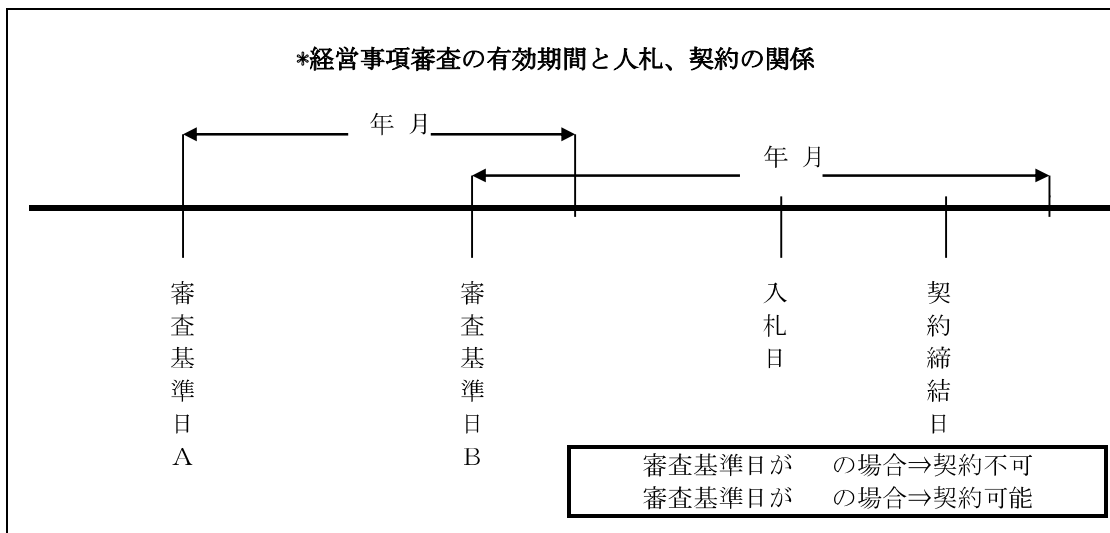 *経営事項審査の有効期間と入札、契約の関係
年 月
年 月
審査基準日A
審査基準日B
入札日
契約締結日
審査基準日が　の場合⇒契約不可
審査基準日が　の場合⇒契約可能